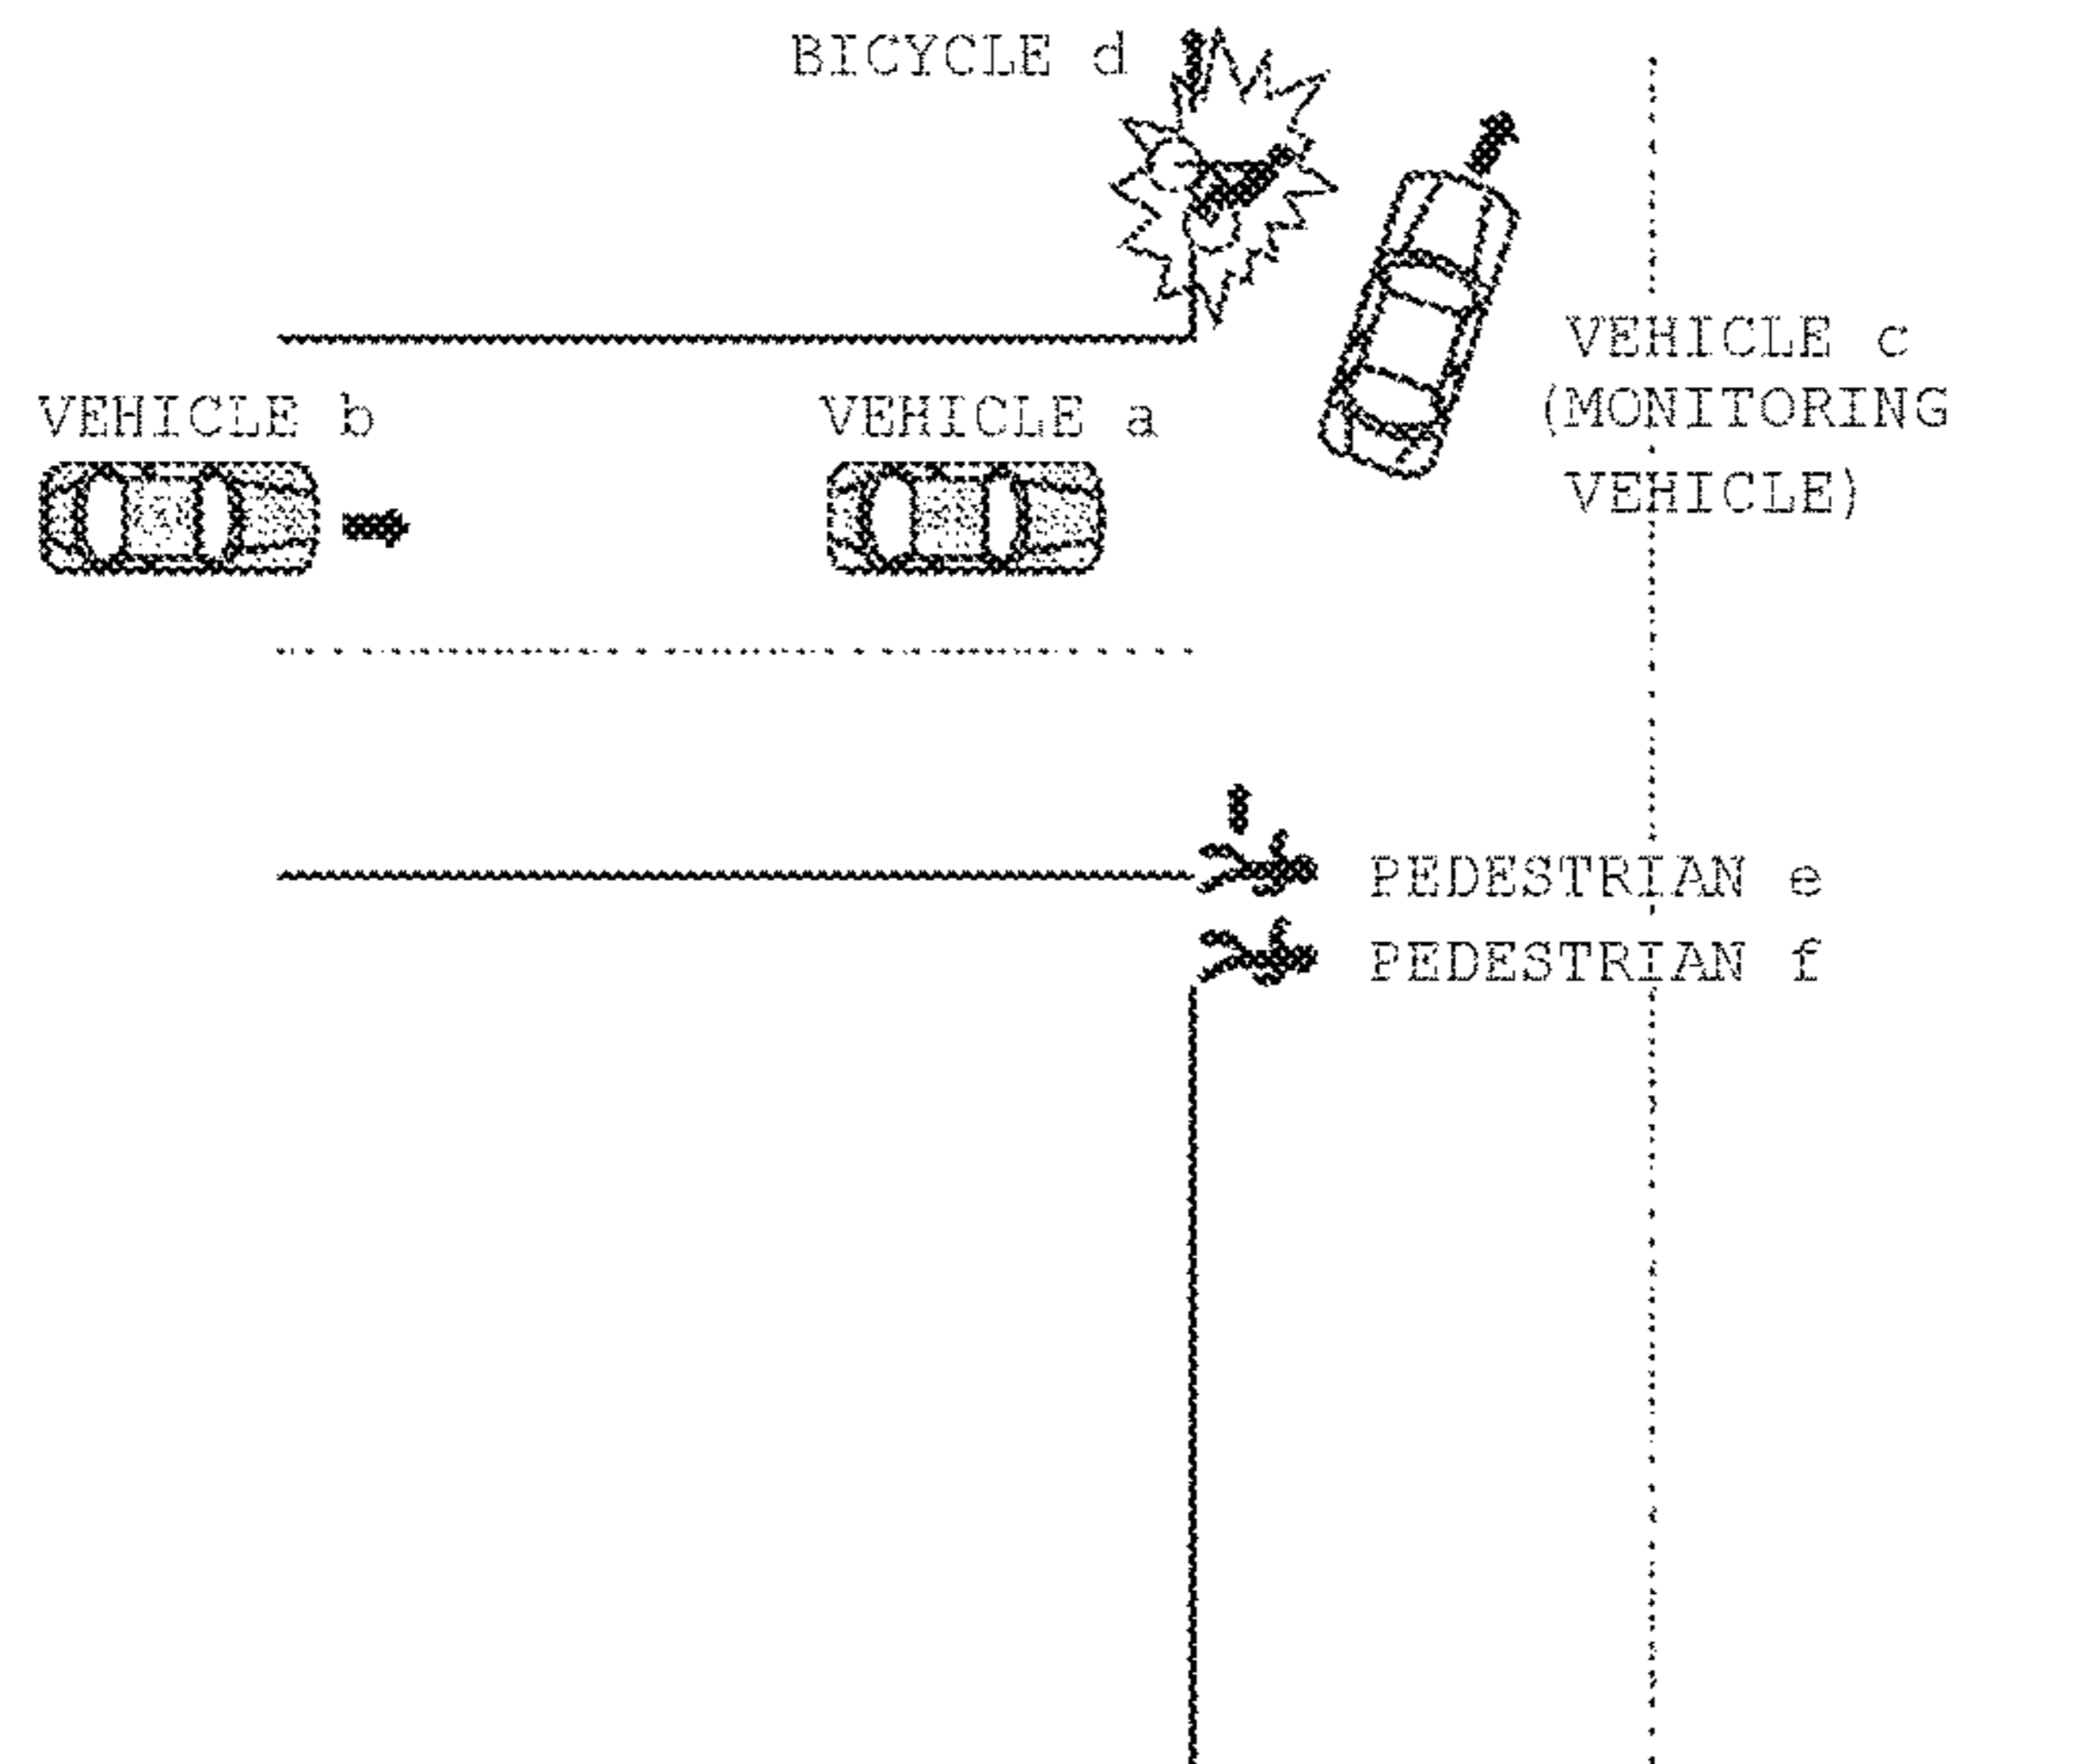 BICYCLE d
VEHICLE c
(MONITORING
VEHICLE)
VEHICLE b
VEHICLE a
PEDESTRIAN e
PEDESTRIAN f